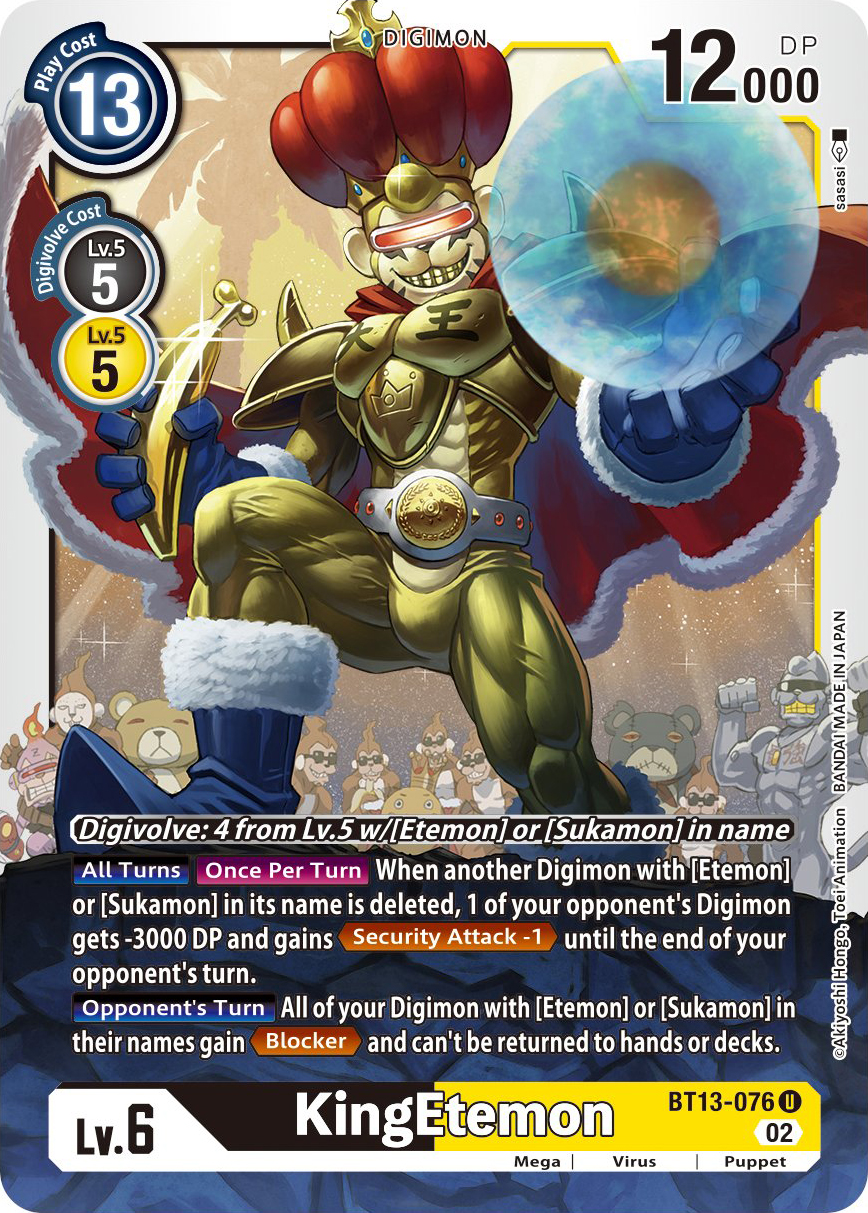 Play Cost
13
DIGIMON
DP
12000
sasasi
Digivolve Cost
Lv.5
5
Lv.5
5
大王
Digivolve: 4 from Lv.5 w/[Etemon] or [Sukamon] in name
All Turns Once Per Turn When another Digimon with [Etemon]
or [Sukamon] in its name is deleted, 1 of your opponent's Digimon
gets -3000 DP and gains Security Attack -1 until the end of your
opponent's turn.
Opponent's Turn All of your Digimon with [Etemon] or [Sukamon] in
their names gain Blocker and can't be returned to hands or decks.
©Akiyoshi Hongo, Toei Animation BANDAI MADE IN JAPAN
Lv.6
KingEtemon
BT13-076 U
02
Mega | Virus | Puppet